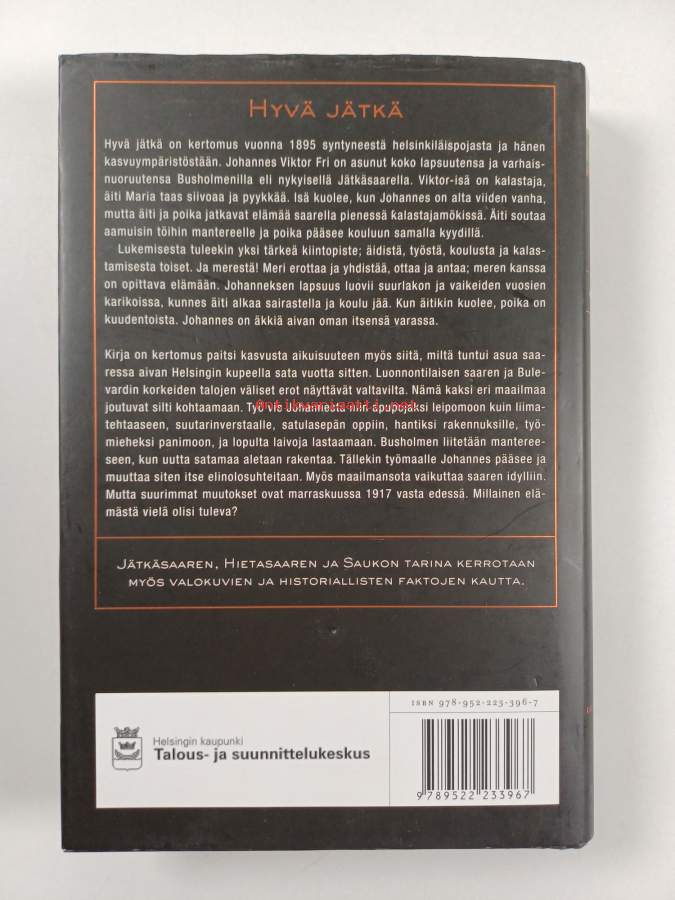 HYVÄ JÄTKÄ
Hyvä jätkä on kertomus vuonna 1895 syntyneestä helsinkiläispojasta ja hänen
kasvuympäristöstään. Johannes Viktor Fri on asunut koko lapsuutensa ja varhais-
nuoruutensa Busholmenilla eli nykyisellä Jätkäsaarella. Viktor-isä on kalastaja,
äiti Maria taas siivoaa ja pyykkää. Isä kuolee, kun Johannes on alta viiden vanha,
mutta äiti ja poika jatkavat elämää saarella pienessä kalastajamökissä. Äiti soutaa
aamuisin töihin mantereelle ja poika pääsee kouluun samalla kyydillä.
Lukemisesta tuleekin yksi tärkeä kiintopiste; äidistä, työstä, koulusta ja kalas-
tamisesta toiset. Ja merestä! Meri erottaa ja yhdistää, ottaa ja antaa; meren kanssa
on opittava elämään. Johanneksen lapsuus luovii suurlakon ja vaikeiden vuosien
karikoissa, kunnes äiti alkaa sairastella ja koulu jää. Kun äitikin kuolee, poika on
kuudentoista. Johannes on äkkiä aivan oman itsensä varassa.
Kirja on kertomus paitsi kasvusta aikuisuuteen myös siitä, miltä tuntui asua saa-
ressa aivan Helsingin kupeella sata vuotta sitten. Luonnontilaisen saaren ja Bule-
vardin korkeiden talojen väliset erot näyttävät valtavilta. Nämä kaksi eri maailmaa
joutuvat silti kohtaamaan. Työ vie Johannesta niin apupojaksi leipomoon kuin liima-
tehtaaseen, suutarinverstaalle, satulasepän oppiin, hantiksi rakennuksille, työ-
mieheksi panimoon, ja lopulta laivoja lastaamaan. Busholmen liitetään mantere-
eseen, kun uutta satamaa aletaan rakentaa. Tällekin työmaalle Johannes pääsee ja
muuttaa siten itse elinolosuhteitaan. Myös maailmansota vaikuttaa saaren idylliin.
Mutta suurimmat muutokset ovat marraskuussa 1917 vasta edessä. Millainen elä-
mästä vielä olisi tuleva?
Antikvariaatti.net
JÄTKÄSAAREN, HIETASAAREN JA SAUKON TARINA KERROTAAN
MYÖS VALOKUVIEN JA HISTORIALLISTEN FAKTOJEN KAUTTA.
Helsingin kaupunki
Talous- ja suunnittelukeskus
ISBN 978-952-223-396-7
9789522233967